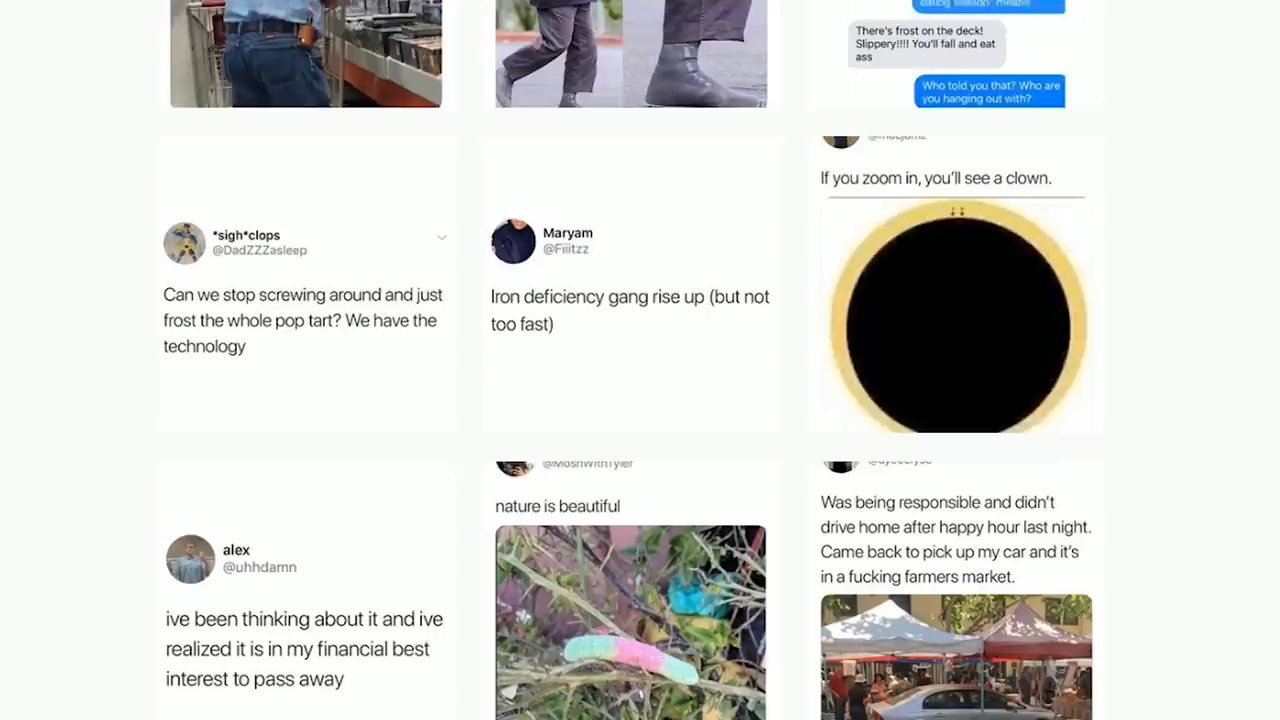 eating season? melanie
There's frost on the deck!
Slippery!!!! You'll fall and eat
ass
Who told you that? Who are
you hanging out with?
*sigh*clops
@DadZZZasleep
Can we stop screwing around and just
frost the whole pop tart? We have the
technology
Maryam
@Fiiitzz
Iron deficiency gang rise up (but not
too fast)
If you zoom in, you'll see a clown.
alex
@uhhdamn
ive been thinking about it and ive
realized it is in my financial best
interest to pass away
@MoshWithTyler
nature is beautiful
Was being responsible and didn't
drive home after happy hour last night.
Came back to pick up my car and it's
in a fucking farmers market.